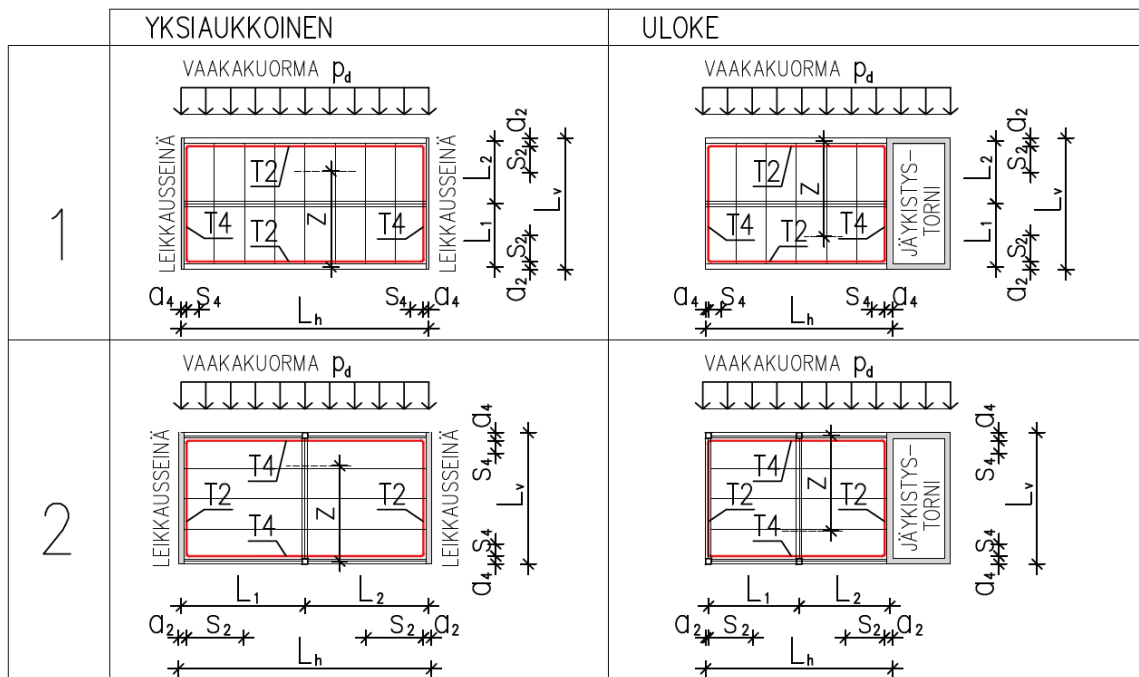 YKSIAUKKOINEN
ULOKE
1
VAAKAKUORMA pd
LEIKKAUSSEINÄ
LEIKKAUSSEINÄ
T2
T4
T2
T4
Z
L2
L1
a2
S2
S2
a2
Lv
a4 S4
S4 a4
Lh
VAAKAKUORMA pd
JÄYKISTYS-
TORNI
T2
T4
T2
T4
Z
L2
L1
a2
S2
S2
a2
Lv
a4 S4
S4 a4
Lh
2
VAAKAKUORMA pd
LEIKKAUSSEINÄ
LEIKKAUSSEINÄ
T4
T2
T2
T4
Z
a4
S4
S4
a4
Lv
L1
L2
a2 S2
S2 a2
Lh
VAAKAKUORMA pd
JÄYKISTYS-
TORNI
T4
T2
T2
T4
Z
a4
S4
S4
a4
Lv
L1
L2
a2 S2
S2 a2
Lh